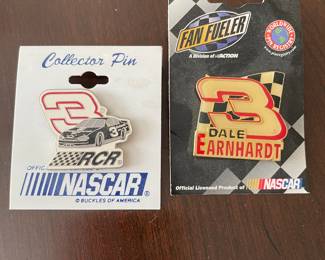 Collector Pin
3
3
RCR
OFFIC
NASCAR
© BUCKLES OF AMERICA
FAN FUELER
A Division of ACTION
3
DALE
EARNHARDT
Official Licensed Product of NASCAR